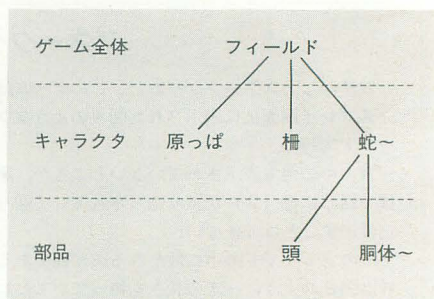 ゲーム全体 フィールド
キャラクタ 原っぱ 柵 蛇~
部品 頭 胴体~